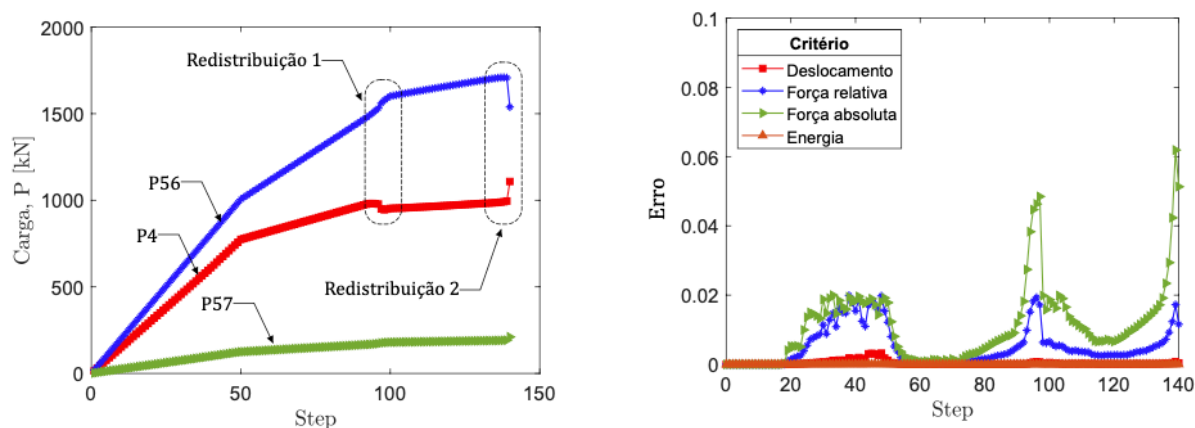 2000
1500
1000
500
0
Carga, P [kN]
0
50
100
150
Step
Redistribuição 1
P56
P4
P57
Redistribuição 2
0.1
0.08
0.06
0.04
0.02
0
Erro
0
20
40
60
80
100
120
140
Step
Critério
Deslocamento
Força relativa
Força absoluta
Energia